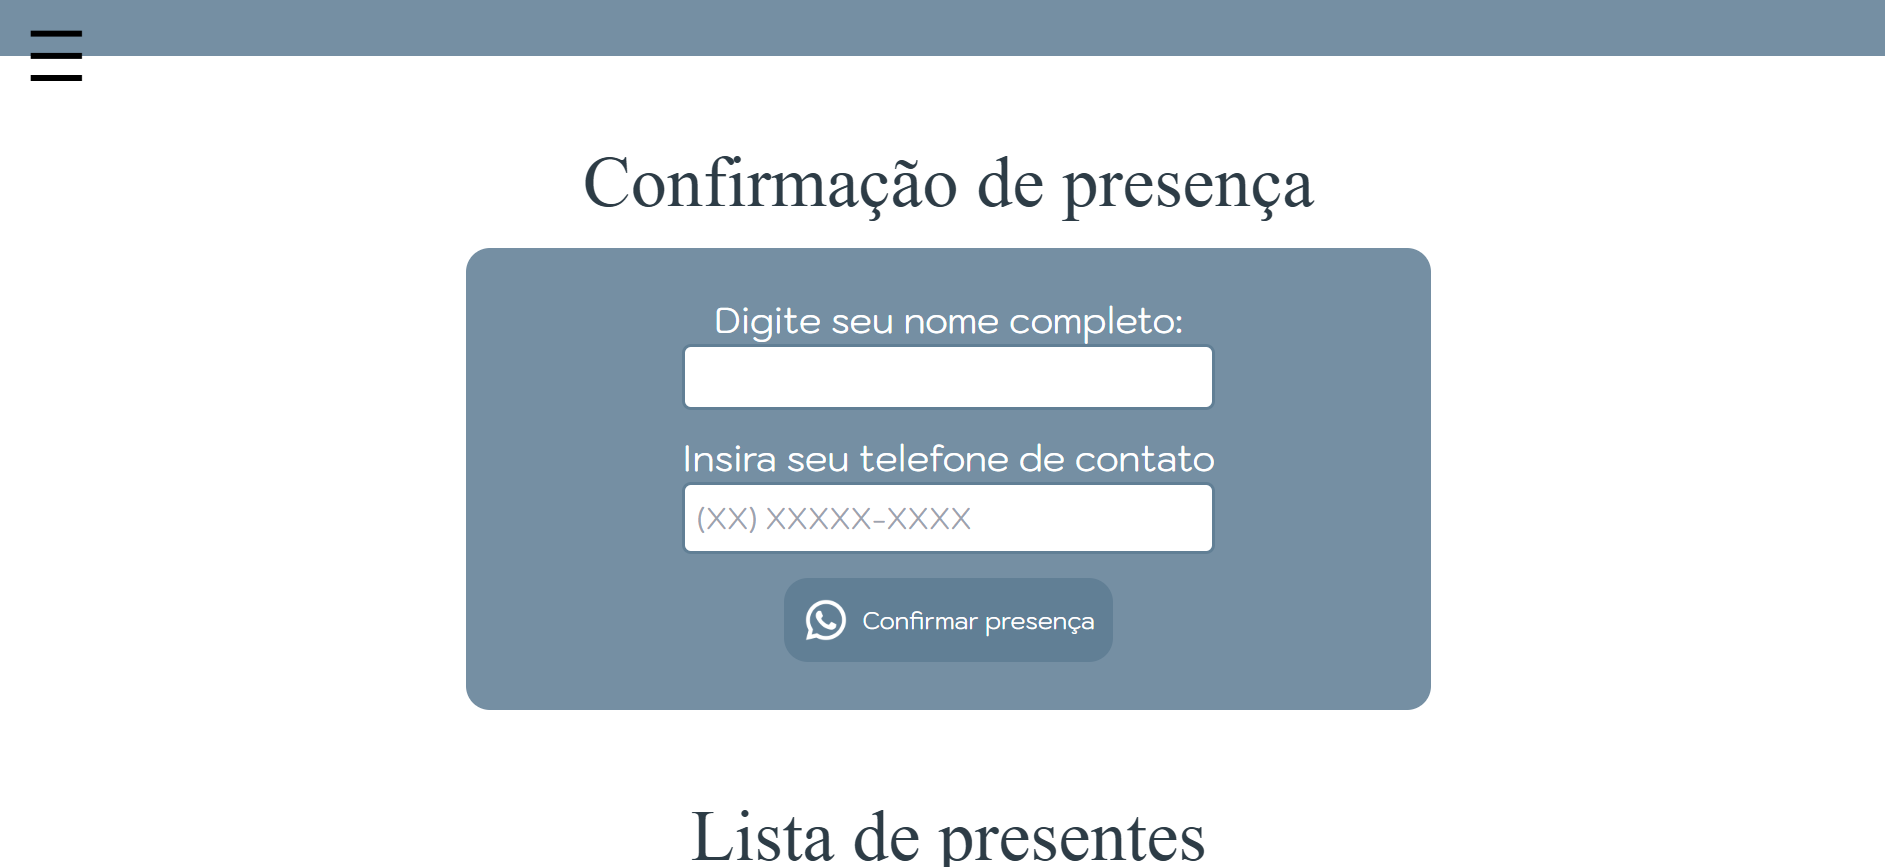 Confirmação de presença
Digite seu nome completo:
Insira seu telefone de contato
(XX) XXXXX-XXXX
Confirmar presença
Lista de presentes